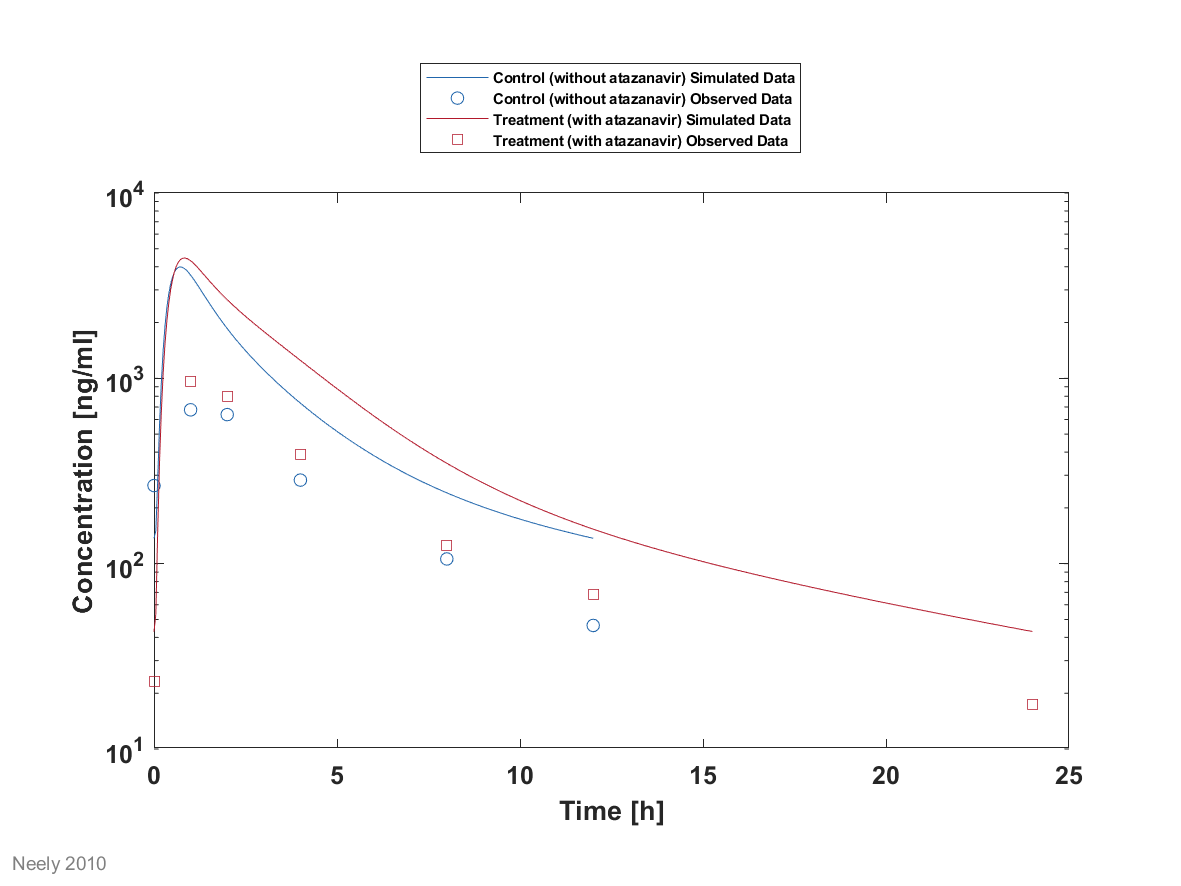 Control (without atazanavir) Simulated Data
Control (without atazanavir) Observed Data
Treatment (with atazanavir) Simulated Data
Treatment (with atazanavir) Observed Data
10^4
10^3
10^2
10^1
Concentration [ng/ml]
0 5 10 15 20 25
Time [h]
Neely 2010